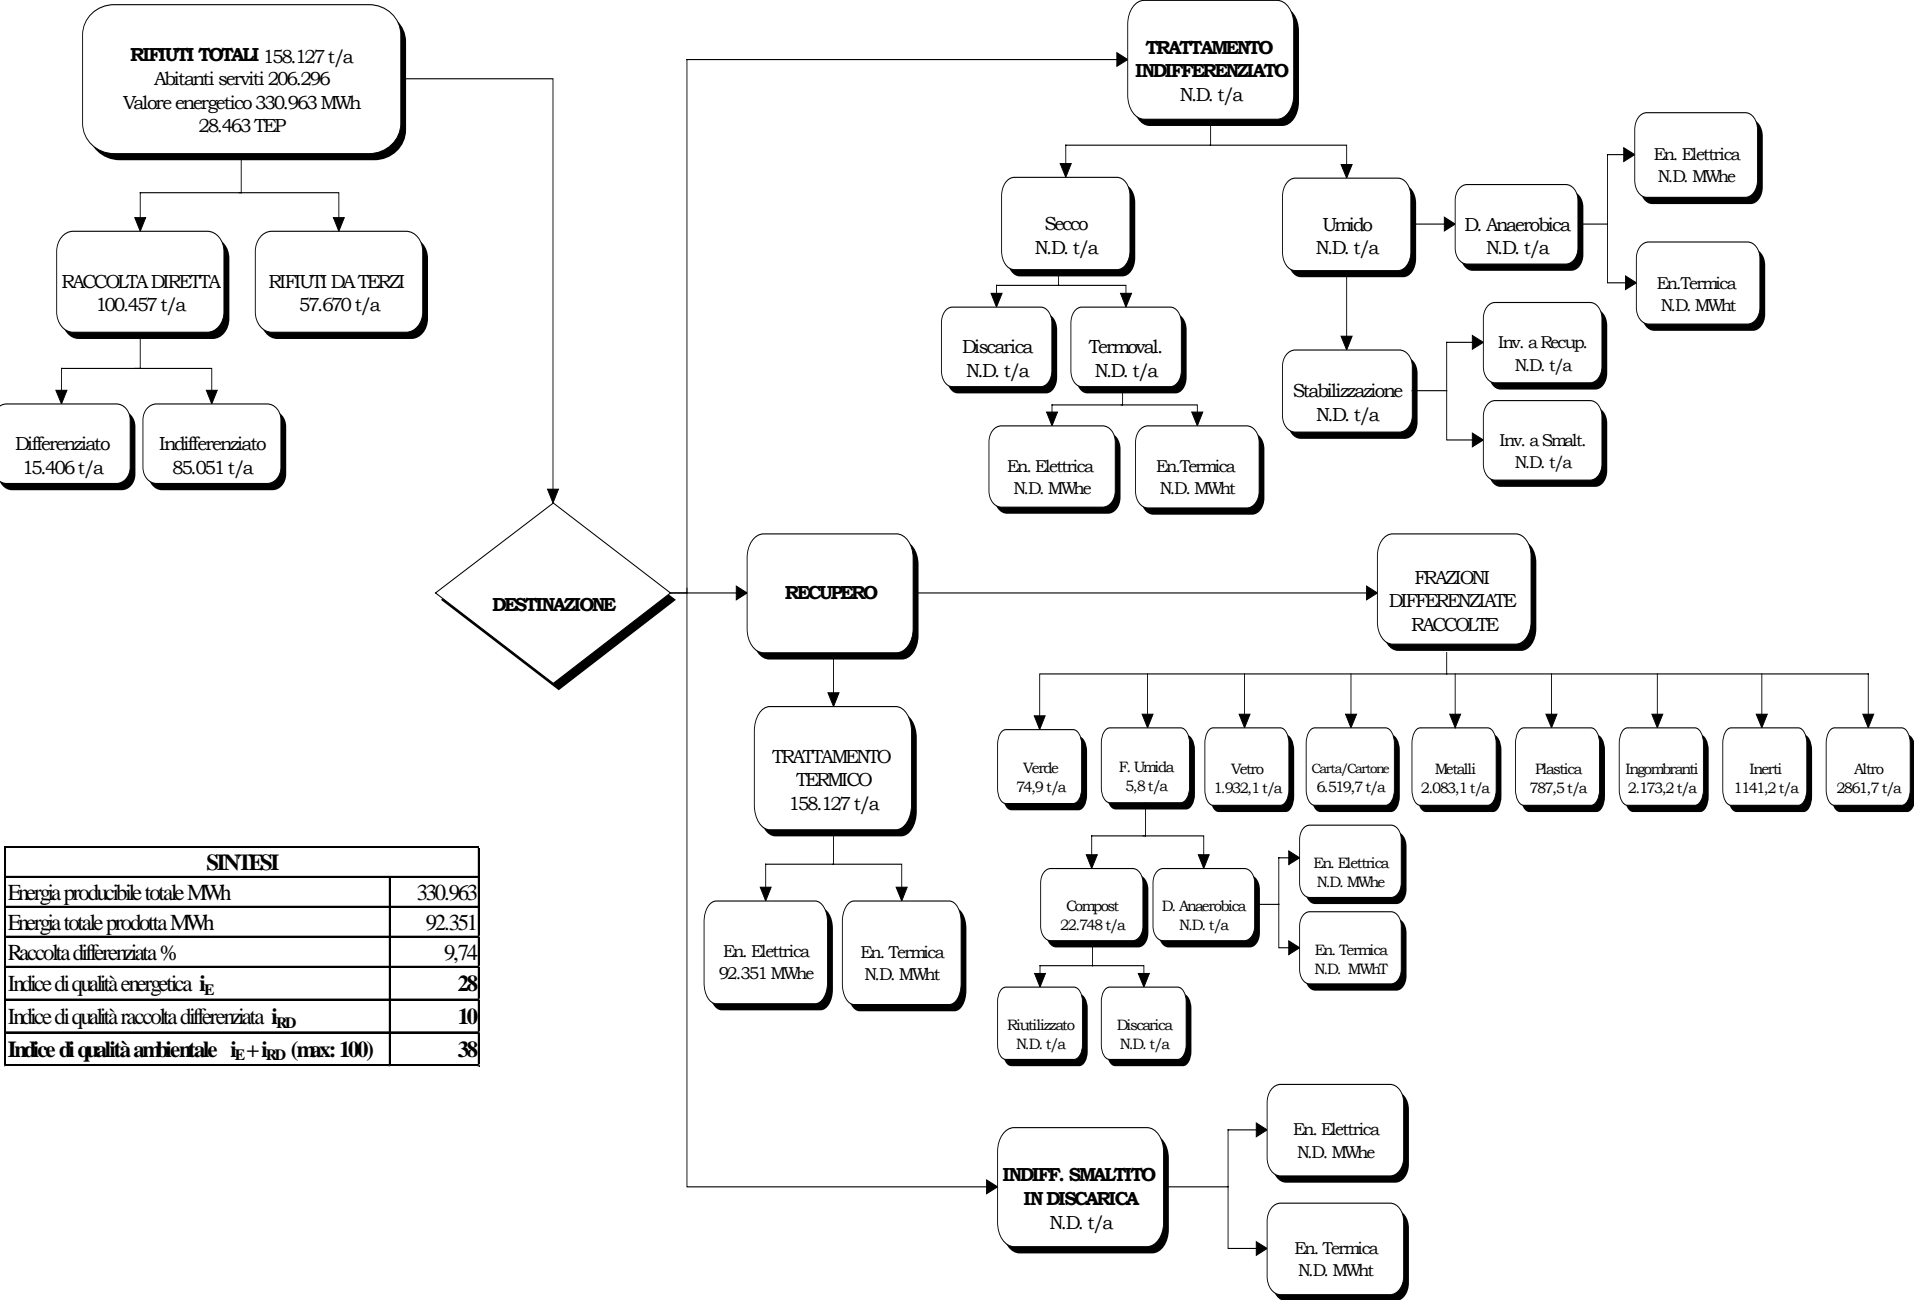 RIFIUTI TOTALI 158.127 t/a
Abitanti serviti 206.296
Valore energetico 330.963 MWh
28.463 TEP
RACCOLTA DIRETTA
100.457 t/a
RIFIUTI DA TERZI
57.670 t/a
Differenziato
15.406 t/a
Indifferenziato
85.051 t/a
DESTINAZIONE
TRATTAMENTO
INDIFFERENZIATO
N.D. t/a
Secco
N.D. t/a
Umido
N.D. t/a
D. Anaerobica
N.D. t/a
En. Elettrica
N.D. MWhe
En.Termica
N.D. MWht
Discarica
N.D. t/a
Termoval.
N.D. t/a
En. Elettrica
N.D. MWhe
En.Termica
N.D. MWht
Stabilizzazione
N.D. t/a
Inv. a Recup.
N.D. t/a
Inv. a Smalt.
N.D. t/a
RECUPERO
FRAZIONI
DIFFERENZIATE
RACCOLTE
TRATTAMENTO
TERMICO
158.127 t/a
En. Elettrica
92.351 MWhe
En. Termica
N.D. MWht
Verde
74,9 t/a
F. Umida
5,8 t/a
Vetro
1.932,1 t/a
Carta/Cartone
6.519,7 t/a
Metalli
2.083,1 t/a
Plastica
787,5 t/a
Ingombranti
2.173,2 t/a
Inerti
1141,2 t/a
Altro
2861,7 t/a
Compost
22.748 t/a
D. Anaerobica
N.D. t/a
En. Elettrica
N.D. MWhe
En. Termica
N.D. MWhT
Riutilizzato
N.D. t/a
Discarica
N.D. t/a
INDIFF. SMALTITO
IN DISCARICA
N.D. t/a
En. Elettrica
N.D. MWhe
En. Termica
N.D. MWht
SINTESI
Energia producibile totale MWh 330.963
Energia totale prodotta MWh 92.351
Raccolta differenziata % 9,74
Indice di qualità energetica iE 28
Indice di qualità raccolta differenziata iRD 10
Indice di qualità ambientale iE + iRD (max: 100) 38